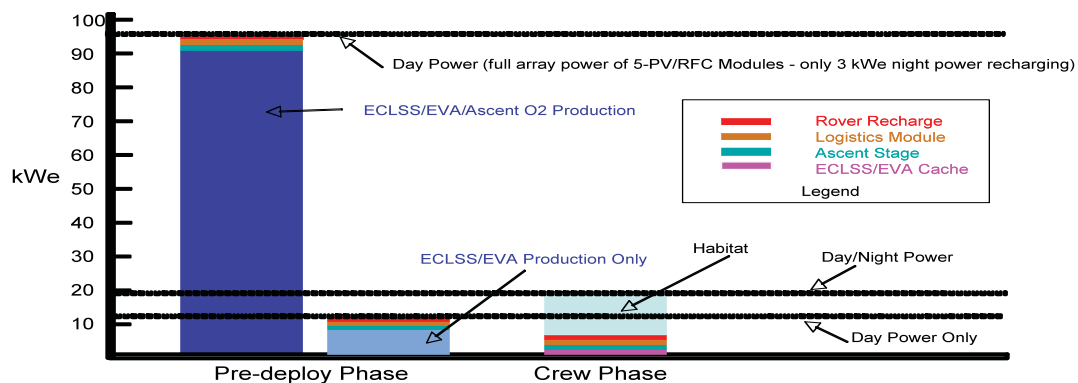 100
90
Day Power (full array power of 5-PV/RFC Modules - only 3 kWe night power recharging)
80
70
ECLSS/EVA/Ascent O2 Production
Rover Recharge
Logistics Module
Ascent Stage
ECLSS/EVA Cache
Legend
60
kWe
50
40
30
ECLSS/EVA Production Only
Habitat
Day/Night Power
20
10
Day Power Only
Pre-deploy Phase
Crew Phase